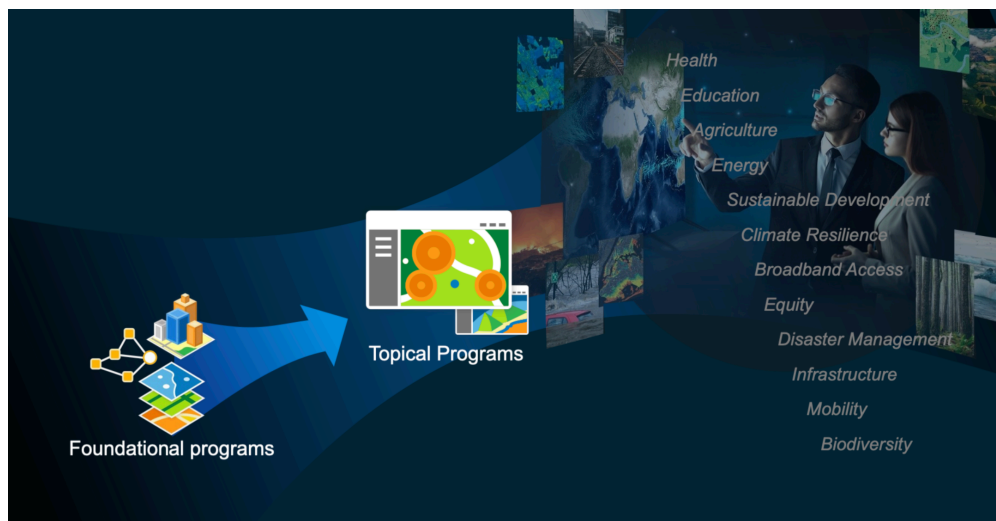 Health
Education
Agriculture
Energy
Sustainable Development
Climate Resilience
Broadband Access
Equity
Disaster Management
Infrastructure
Mobility
Biodiversity
Topical Programs
Foundational programs